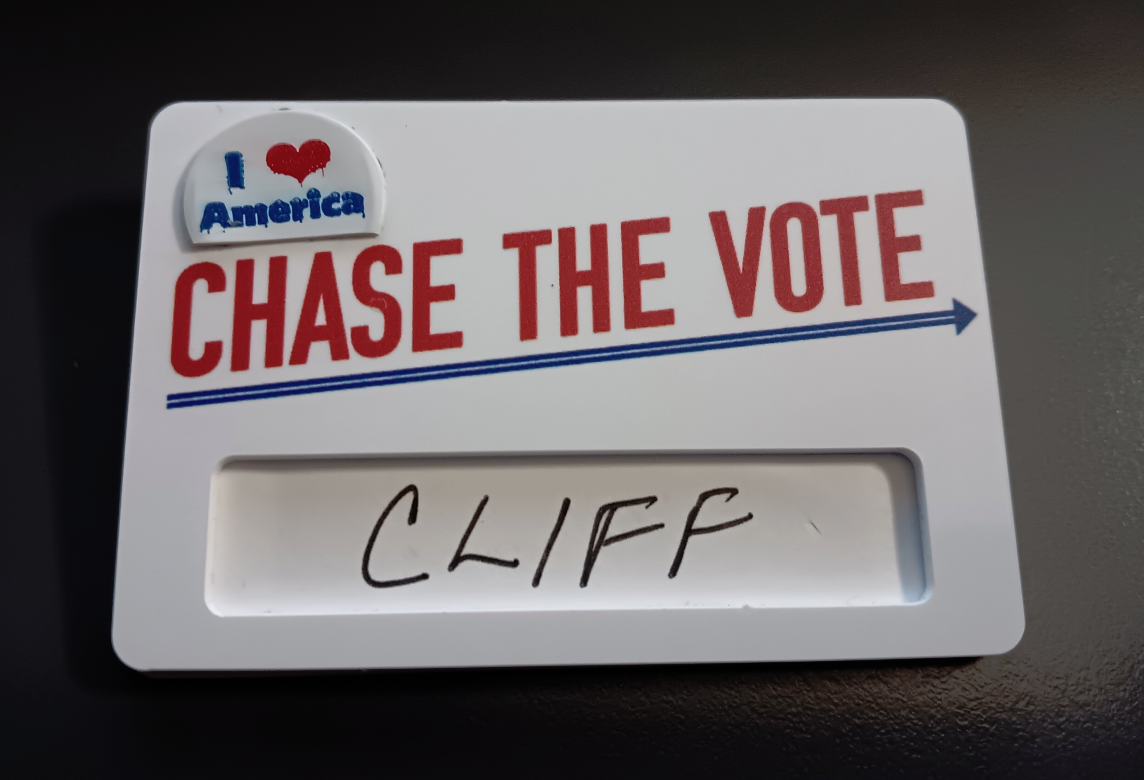 I ❤ America
CHASE THE VOTE
CLIFF